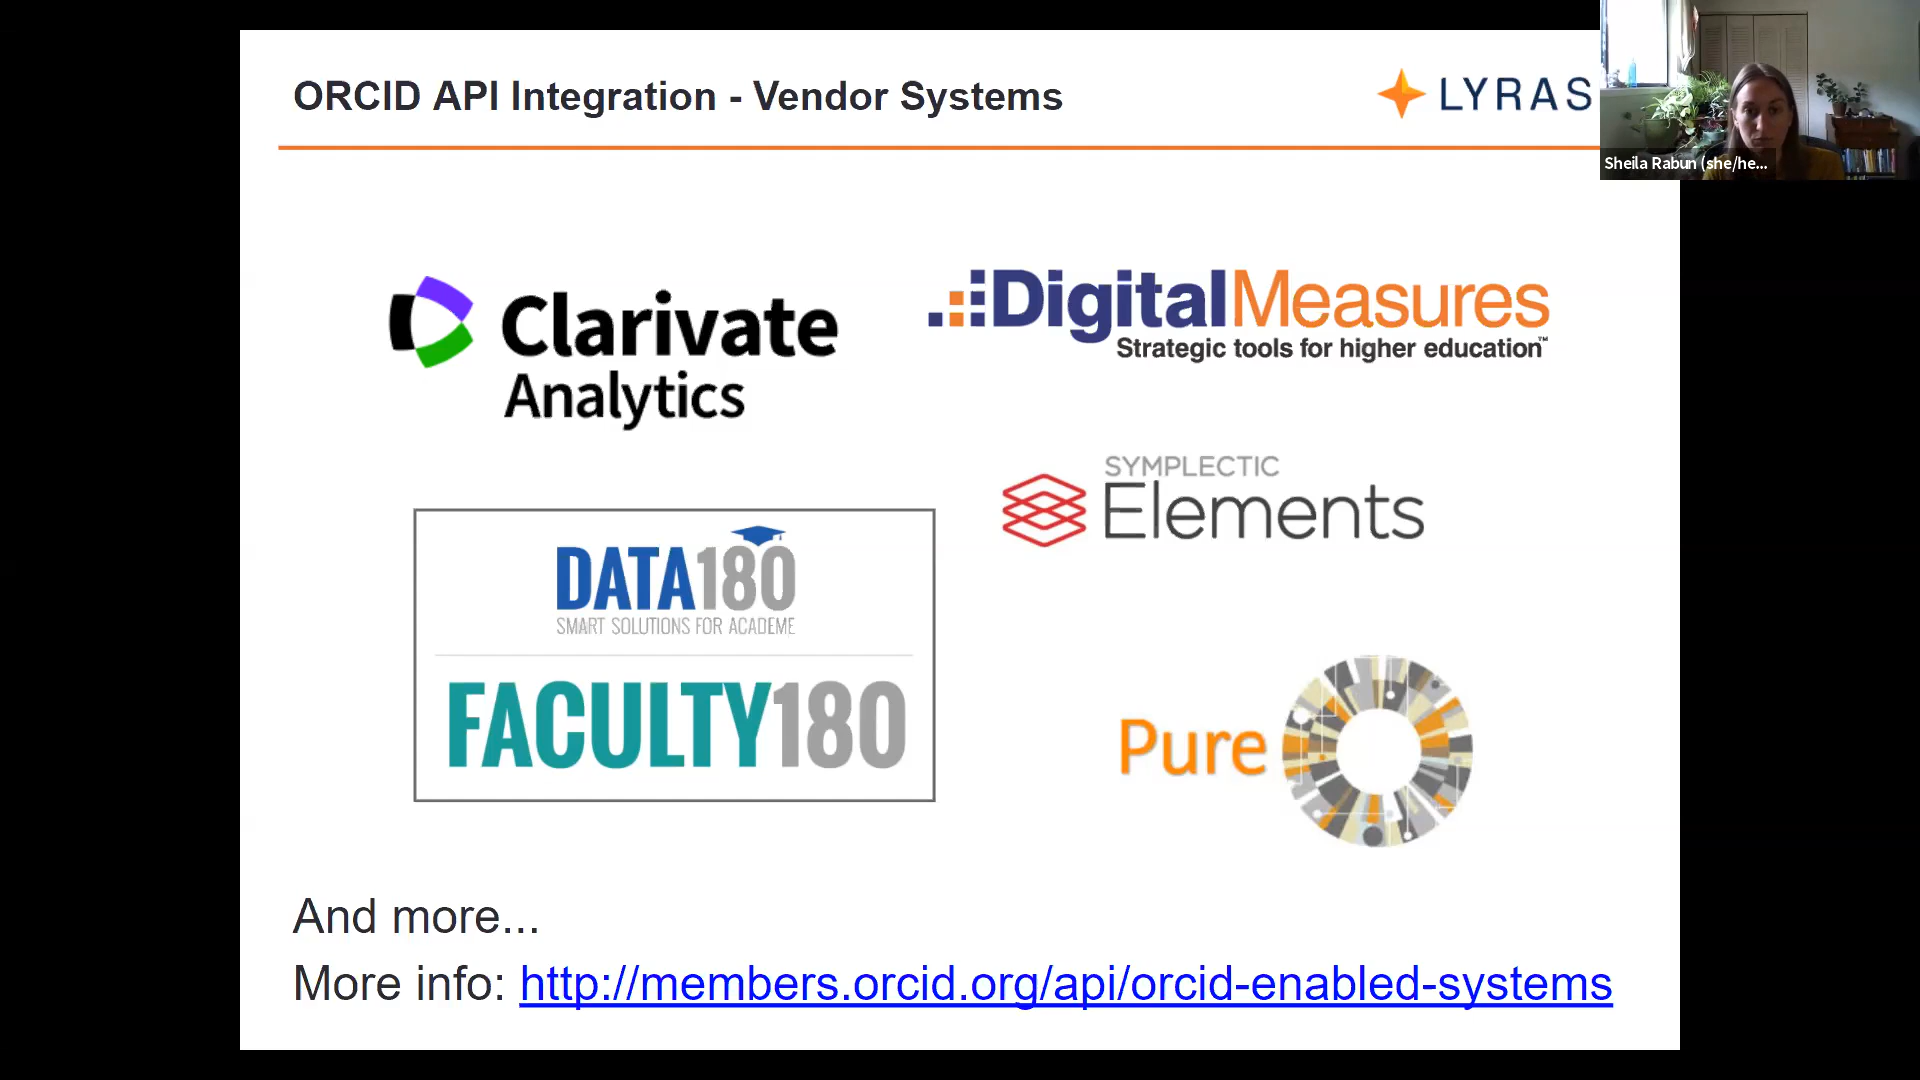 ORCID API Integration - Vendor Systems
LYRAS
Sheila Rabun (she/he...
Clarivate
Analytics
DigitalMeasures
Strategic tools for higher education™
SYMPLECTIC
Elements
DATA180
SMART SOLUTIONS FOR ACADEME
FACULTY180
Pure
And more...
More info: http://members.orcid.org/api/orcid-enabled-systems